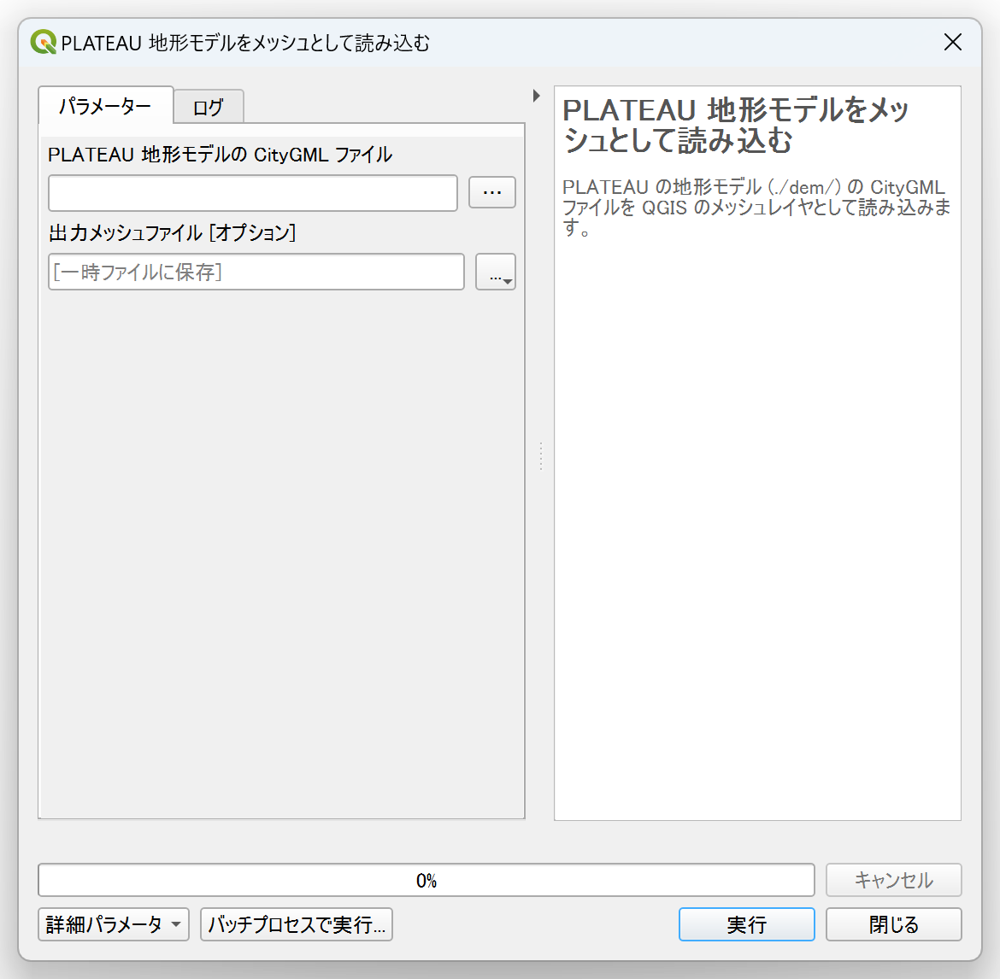 PLATEAU 地形モデルをメッシュとして読み込む
パラメーター
ログ
PLATEAU 地形モデルの CityGML ファイル
...
出力メッシュファイル [オプション]
[一時ファイルに保存]
...
PLATEAU 地形モデルをメッ
シュとして読み込む
PLATEAU の地形モデル (./dem/) の CityGML
ファイルを QGIS のメッシュレイヤとして読み込みま
す。
0%
キャンセル
詳細パラメータ
バッチプロセスで実行...
実行
閉じる